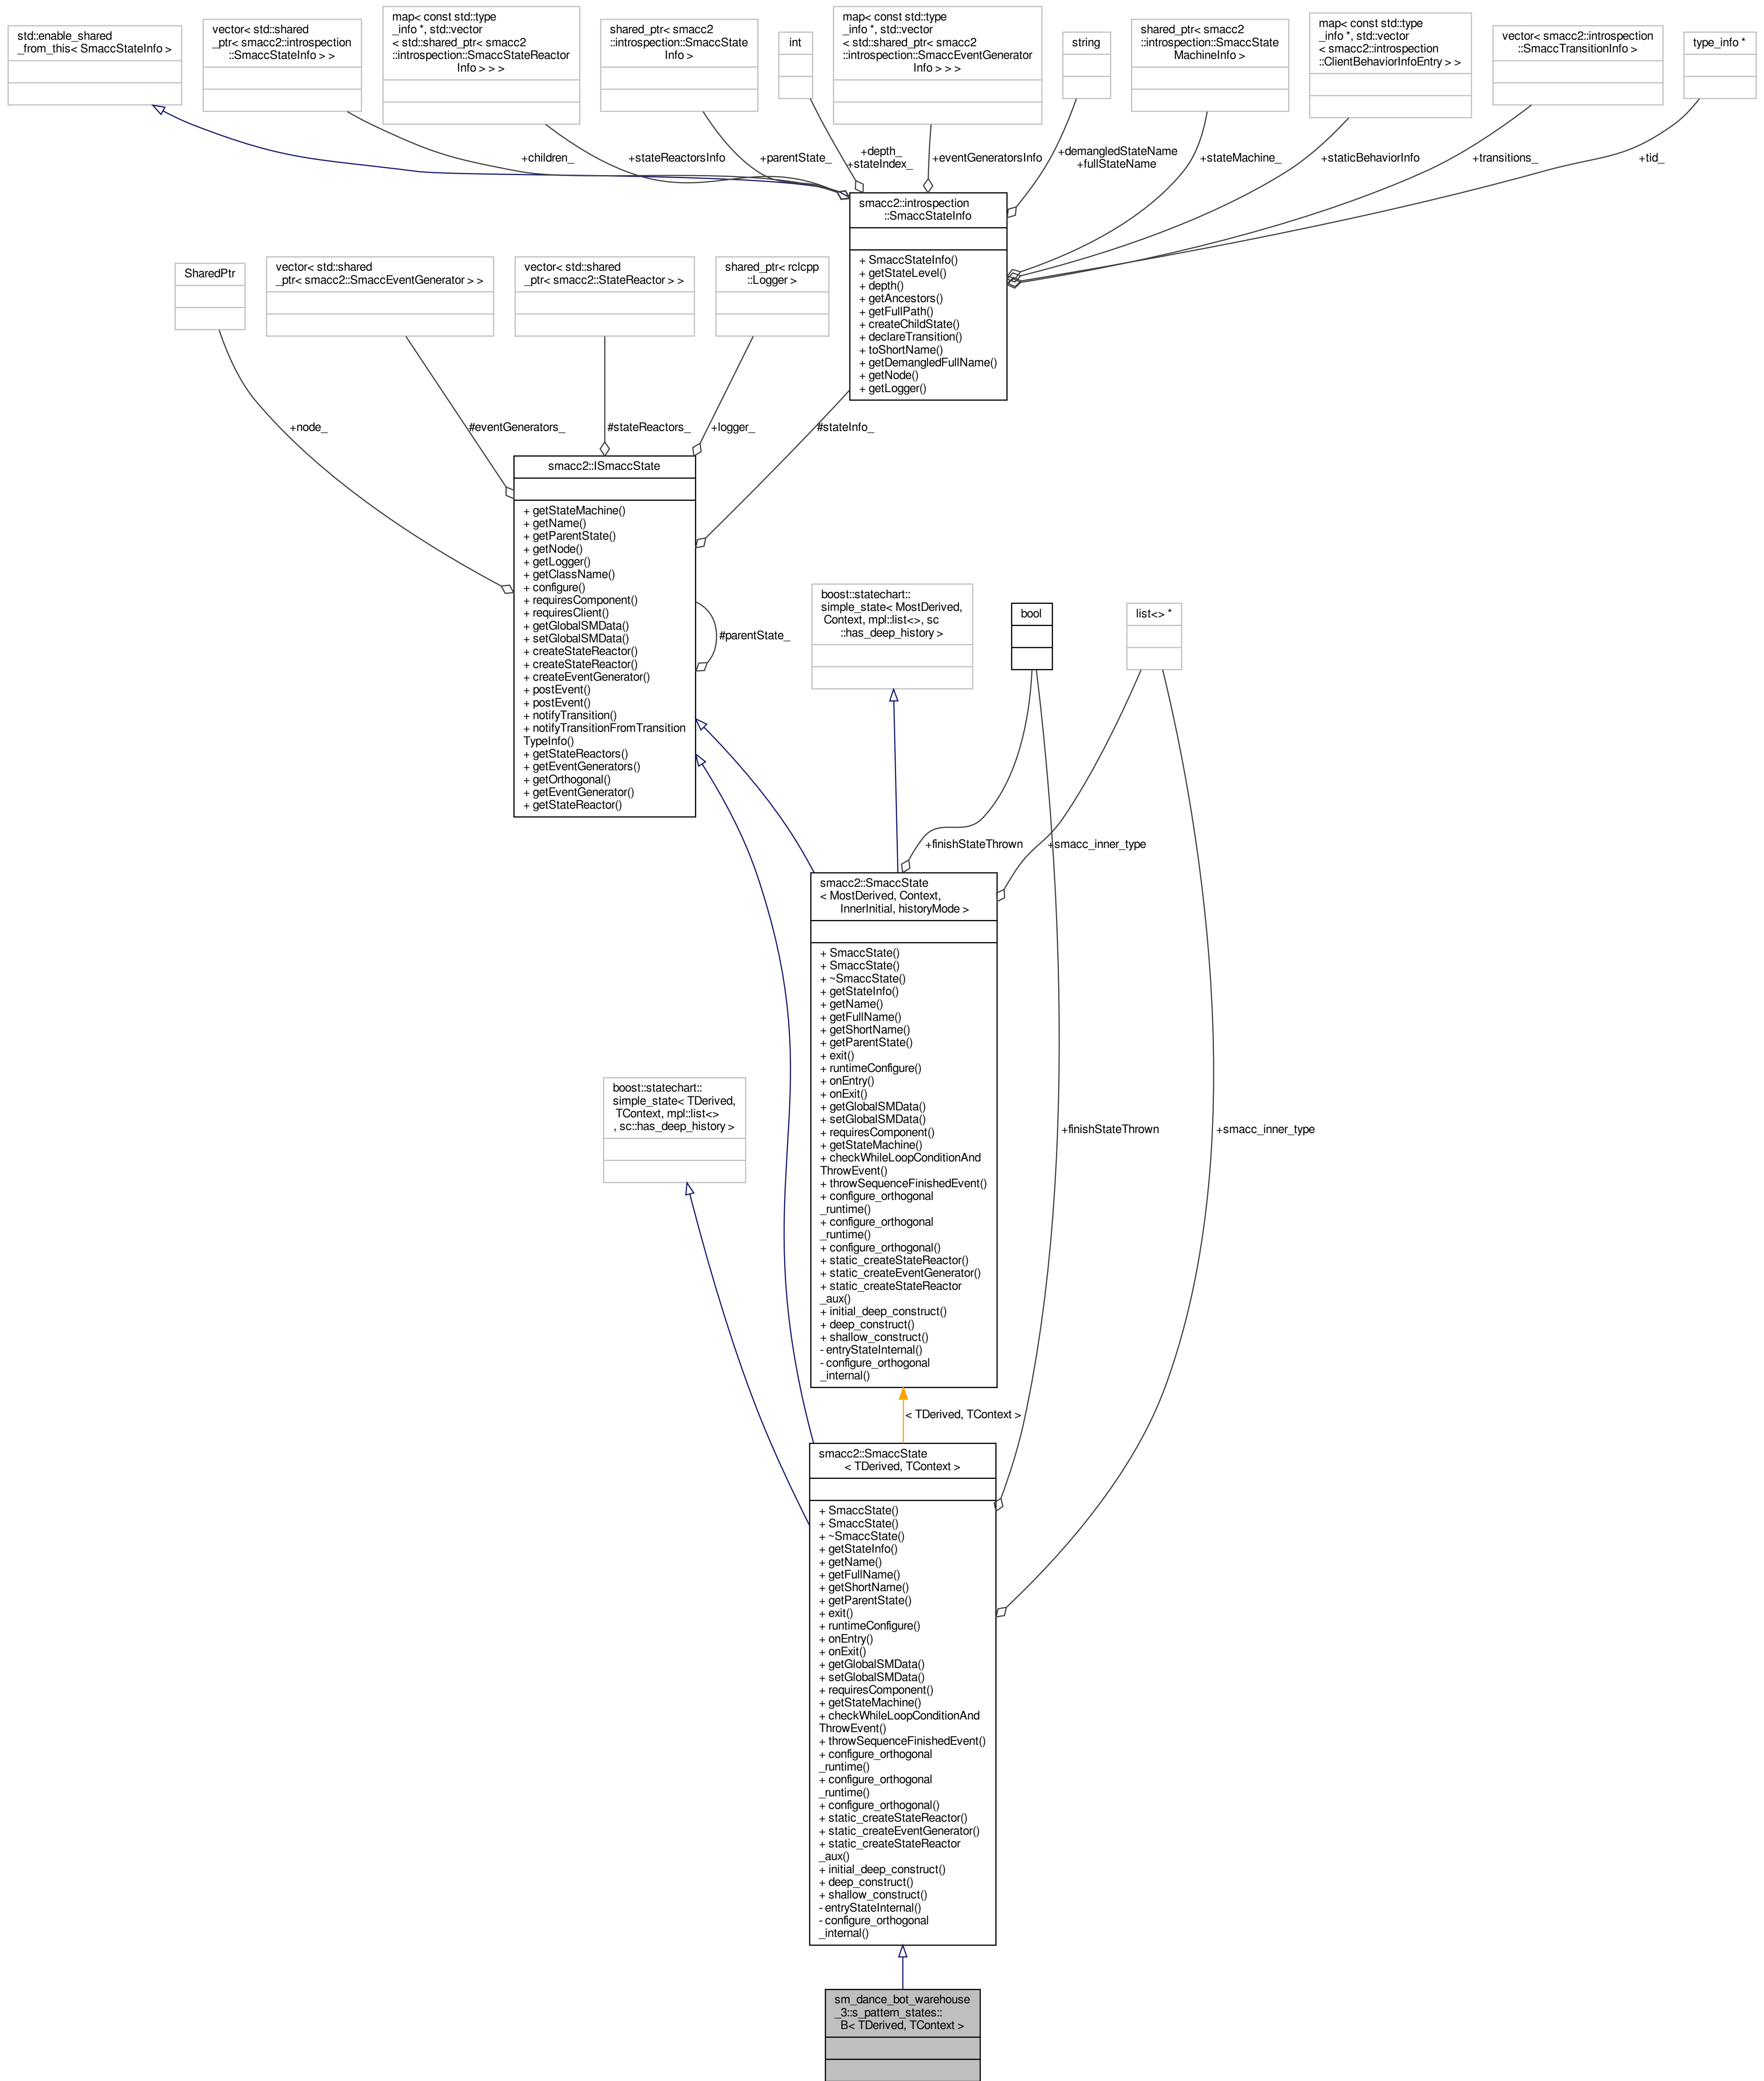 std::enable_shared
_from_this< SmaccStateInfo >
vector< std::shared
_ptr< smacc2::introspection
::SmaccStateInfo > >
map< const std::type
_info *, std::vector
< std::shared_ptr< smacc2
::introspection::SmaccStateReactor
Info > > >
shared_ptr< smacc2
::introspection::SmaccState
Info >
int
map< const std::type
_info *, std::vector
< std::shared_ptr< smacc2
::introspection::SmaccEventGenerator
Info > > >
string
shared_ptr< smacc2
::introspection::SmaccState
MachineInfo >
map< const std::type
_info *, std::vector
< smacc2::introspection
::ClientBehaviorInfoEntry > >
vector< smacc2::introspection
::SmaccTransitionInfo >
type_info *
+children_
+stateReactorsInfo
+parentState_
+depth_
+stateIndex_
+eventGeneratorsInfo
+demangledStateName
+fullStateName
+stateMachine_
+staticBehaviorInfo
+transitions_
+tid_
smacc2::introspection
::SmaccStateInfo
+ SmaccStateInfo()
+ getStateLevel()
+ depth()
+ getAncestors()
+ getFullPath()
+ createChildState()
+ declareTransition()
+ toShortName()
+ getDemangledFullName()
+ getNode()
+ getLogger()
SharedPtr
vector< std::shared
_ptr< smacc2::SmaccEventGenerator > >
vector< std::shared
_ptr< smacc2::StateReactor > >
shared_ptr< rclcpp
::Logger >
+node_
#eventGenerators_
#stateReactors_
+logger_
#stateInfo_
smacc2::ISmaccState
+ getStateMachine()
+ getName()
+ getParentState()
+ getNode()
+ getLogger()
+ getClassName()
+ configure()
+ requiresComponent()
+ requiresClient()
+ getGlobalSMData()
+ setGlobalSMData()
+ createStateReactor()
+ createStateReactor()
+ createEventGenerator()
+ postEvent()
+ postEvent()
+ notifyTransition()
+ notifyTransitionFromTransition
TypeInfo()
+ getStateReactors()
+ getEventGenerators()
+ getOrthogonal()
+ getEventGenerator()
+ getStateReactor()
#parentState_
boost::statechart::
simple_state< MostDerived,
Context, mpl::list<>, sc
::has_deep_history >
bool
list<> *
+finishStateThrown
+smacc_inner_type
smacc2::SmaccState
< MostDerived, Context,
InnerInitial, historyMode >
+ SmaccState()
+ SmaccState()
+ ~SmaccState()
+ getStateInfo()
+ getName()
+ getFullName()
+ getShortName()
+ getParentState()
+ exit()
+ runtimeConfigure()
+ onEntry()
+ onExit()
+ getGlobalSMData()
+ setGlobalSMData()
+ requiresComponent()
+ getStateMachine()
+ checkWhileLoopConditionAnd
ThrowEvent()
+ throwSequenceFinishedEvent()
+ configure_orthogonal
_runtime()
+ configure_orthogonal
_runtime()
+ configure_orthogonal()
+ static_createStateReactor()
+ static_createEventGenerator()
+ static_createStateReactor
_aux()
+ initial_deep_construct()
+ deep_construct()
+ shallow_construct()
- entryStateInternal()
- configure_orthogonal
_internal()
boost::statechart::
simple_state< TDerived,
TContext, mpl::list<>
, sc::has_deep_history >
+finishStateThrown
+smacc_inner_type
< TDerived, TContext >
smacc2::SmaccState
< TDerived, TContext >
+ SmaccState()
+ SmaccState()
+ ~SmaccState()
+ getStateInfo()
+ getName()
+ getFullName()
+ getShortName()
+ getParentState()
+ exit()
+ runtimeConfigure()
+ onEntry()
+ onExit()
+ getGlobalSMData()
+ setGlobalSMData()
+ requiresComponent()
+ getStateMachine()
+ checkWhileLoopConditionAnd
ThrowEvent()
+ throwSequenceFinishedEvent()
+ configure_orthogonal
_runtime()
+ configure_orthogonal
_runtime()
+ configure_orthogonal()
+ static_createStateReactor()
+ static_createEventGenerator()
+ static_createStateReactor
_aux()
+ initial_deep_construct()
+ deep_construct()
+ shallow_construct()
- entryStateInternal()
- configure_orthogonal
_internal()
sm_dance_bot_warehouse
_3::s_pattern_states::
B< TDerived, TContext >